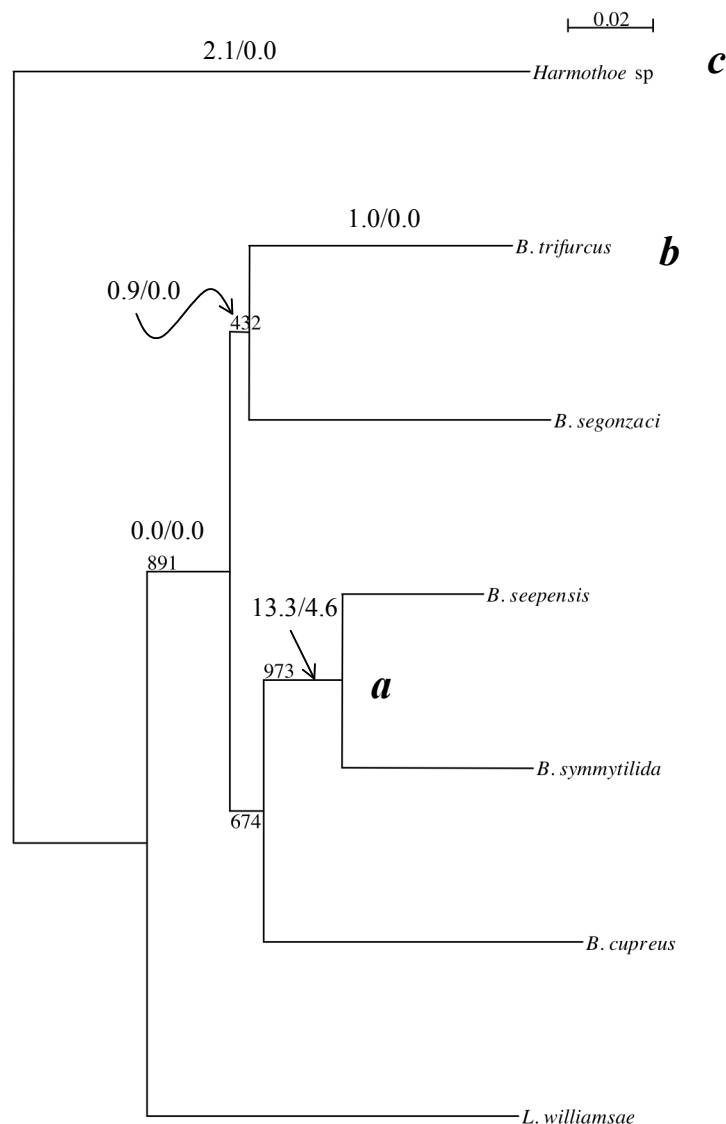 0.02
2.1/0.0
Harmothoe sp
c
1.0/0.0
B. trifurcus
b
0.9/0.0
432
B. segonzaci
0.0/0.0
891
B. seepensis
13.3/4.6
973
a
B. symmytilida
674
B. cupreus
L. williamsae